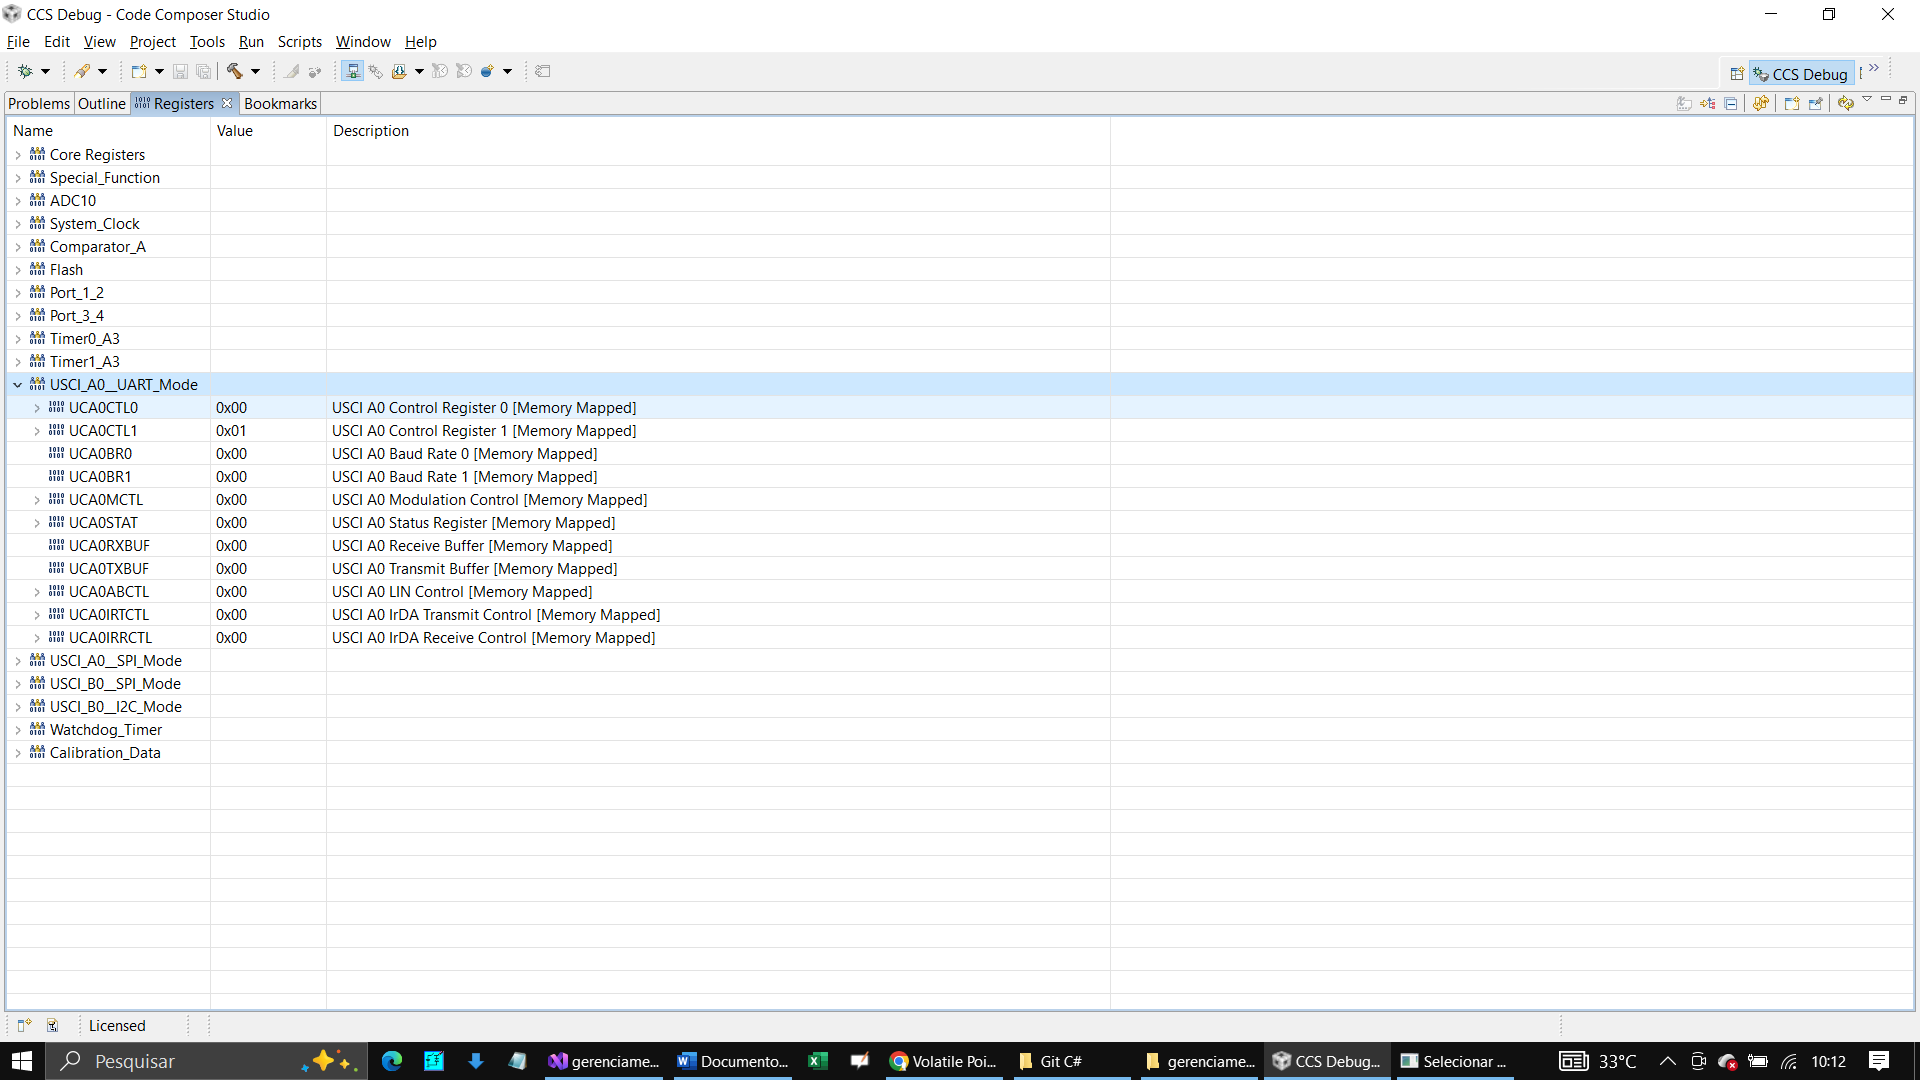 CCS Debug - Code Composer Studio
File Edit View Project Tools Run Scripts Window Help
CCS Debug
Problems Outline Registers Bookmarks
Name Value Description
Core Registers
Special_Function
ADC10
System_Clock
Comparator_A
Flash
Port_1_2
Port_3_4
Timer0_A3
Timer1_A3
USCI_A0__UART_Mode
UCA0CTL0 0x00 USCI A0 Control Register 0 [Memory Mapped]
UCA0CTL1 0x01 USCI A0 Control Register 1 [Memory Mapped]
UCA0BR0 0x00 USCI A0 Baud Rate 0 [Memory Mapped]
UCA0BR1 0x00 USCI A0 Baud Rate 1 [Memory Mapped]
UCA0MCTL 0x00 USCI A0 Modulation Control [Memory Mapped]
UCA0STAT 0x00 USCI A0 Status Register [Memory Mapped]
UCA0RXBUF 0x00 USCI A0 Receive Buffer [Memory Mapped]
UCA0TXBUF 0x00 USCI A0 Transmit Buffer [Memory Mapped]
UCA0ABCTL 0x00 USCI A0 LIN Control [Memory Mapped]
UCA0IRTCTL 0x00 USCI A0 IrDA Transmit Control [Memory Mapped]
UCA0IRRCTL 0x00 USCI A0 IrDA Receive Control [Memory Mapped]
USCI_A0__SPI_Mode
USCI_B0__SPI_Mode
USCI_B0__I2C_Mode
Watchdog_Timer
Calibration_Data
Licensed
Pesquisar gerenciame... Documento... Volatile Poi... Git C# gerenciame... CCS Debug... Selecionar ... 33°C 10:12